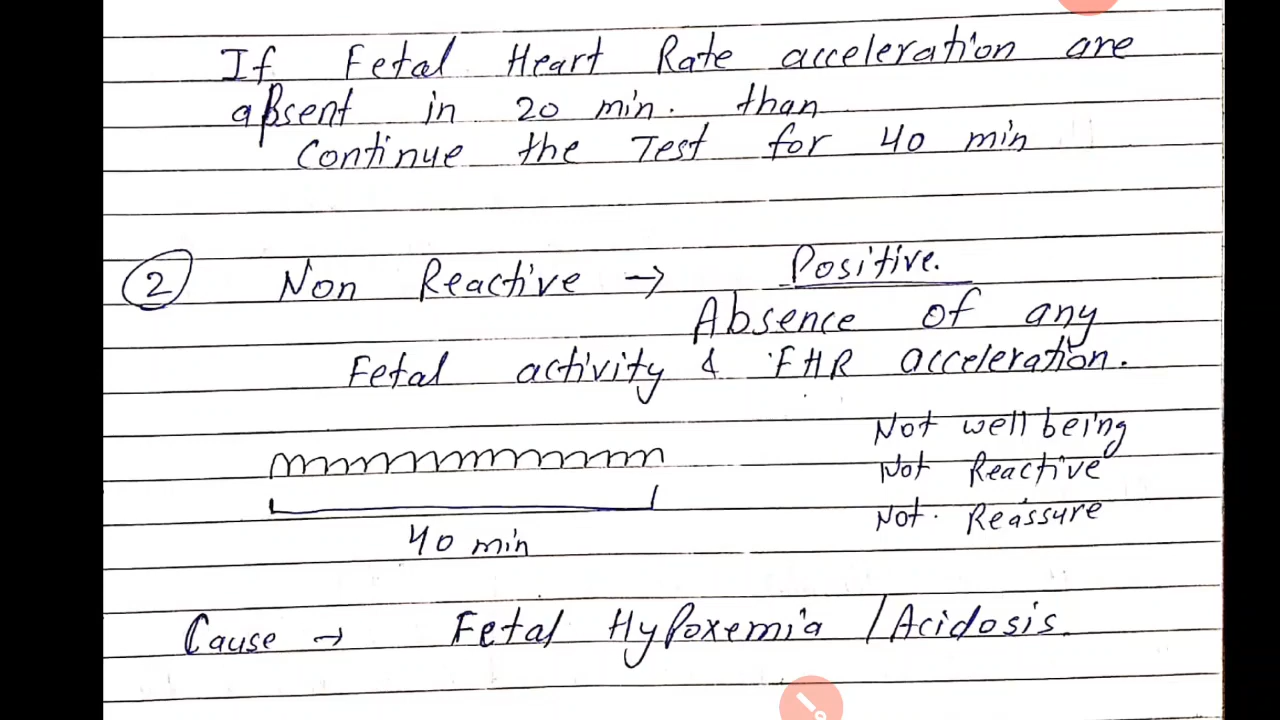 If Fetal Heart Rate acceleration are
absent in 20 min. than
Continue the Test for 40 min
2 Non Reactive → Positive.
Absence of any
Fetal activity & FHR acceleration.
Not well being
Not Reactive
Not. Reassure
40 min
Cause → Fetal Hypoxemia / Acidosis.